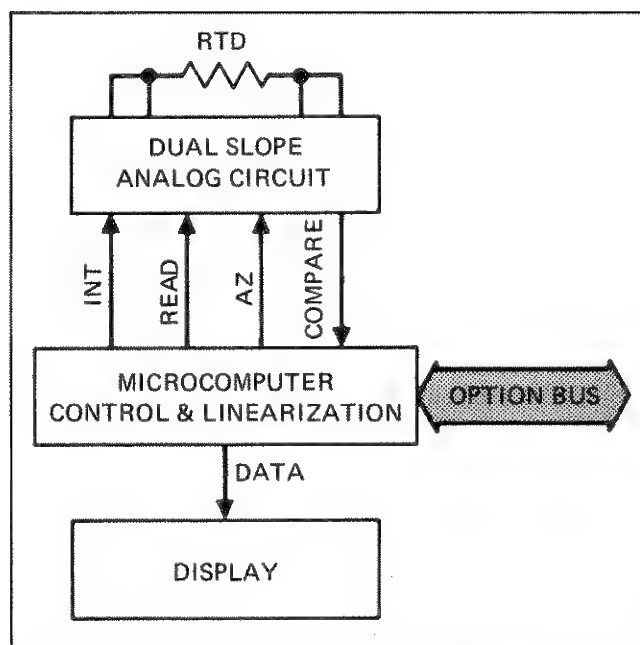 RTD
DUAL SLOPE
ANALOG CIRCUIT
INT
READ
AZ
COMPARE
MICROCOMPUTER
CONTROL & LINEARIZATION
OPTION BUS
DATA
DISPLAY